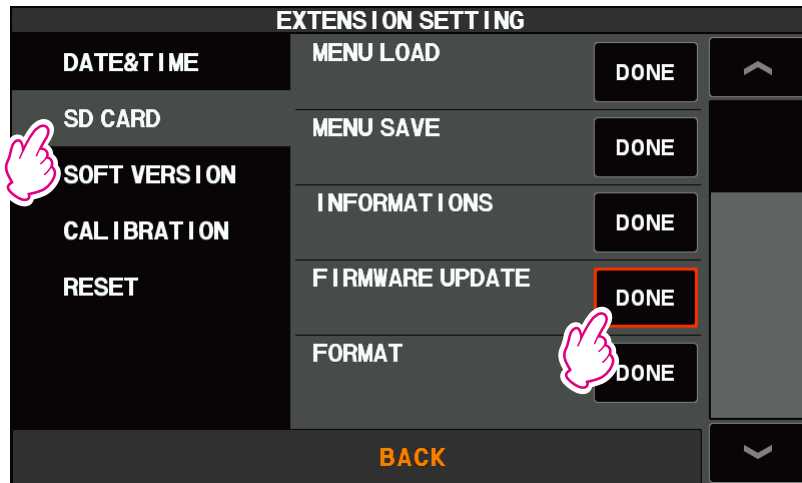 EXTENSION SETTING
DATE&TIME
SD CARD
SOFT VERSION
CALIBRATION
RESET
MENU LOAD
DONE
MENU SAVE
DONE
INFORMATIONS
DONE
FIRMWARE UPDATE
DONE
FORMAT
DONE
BACK